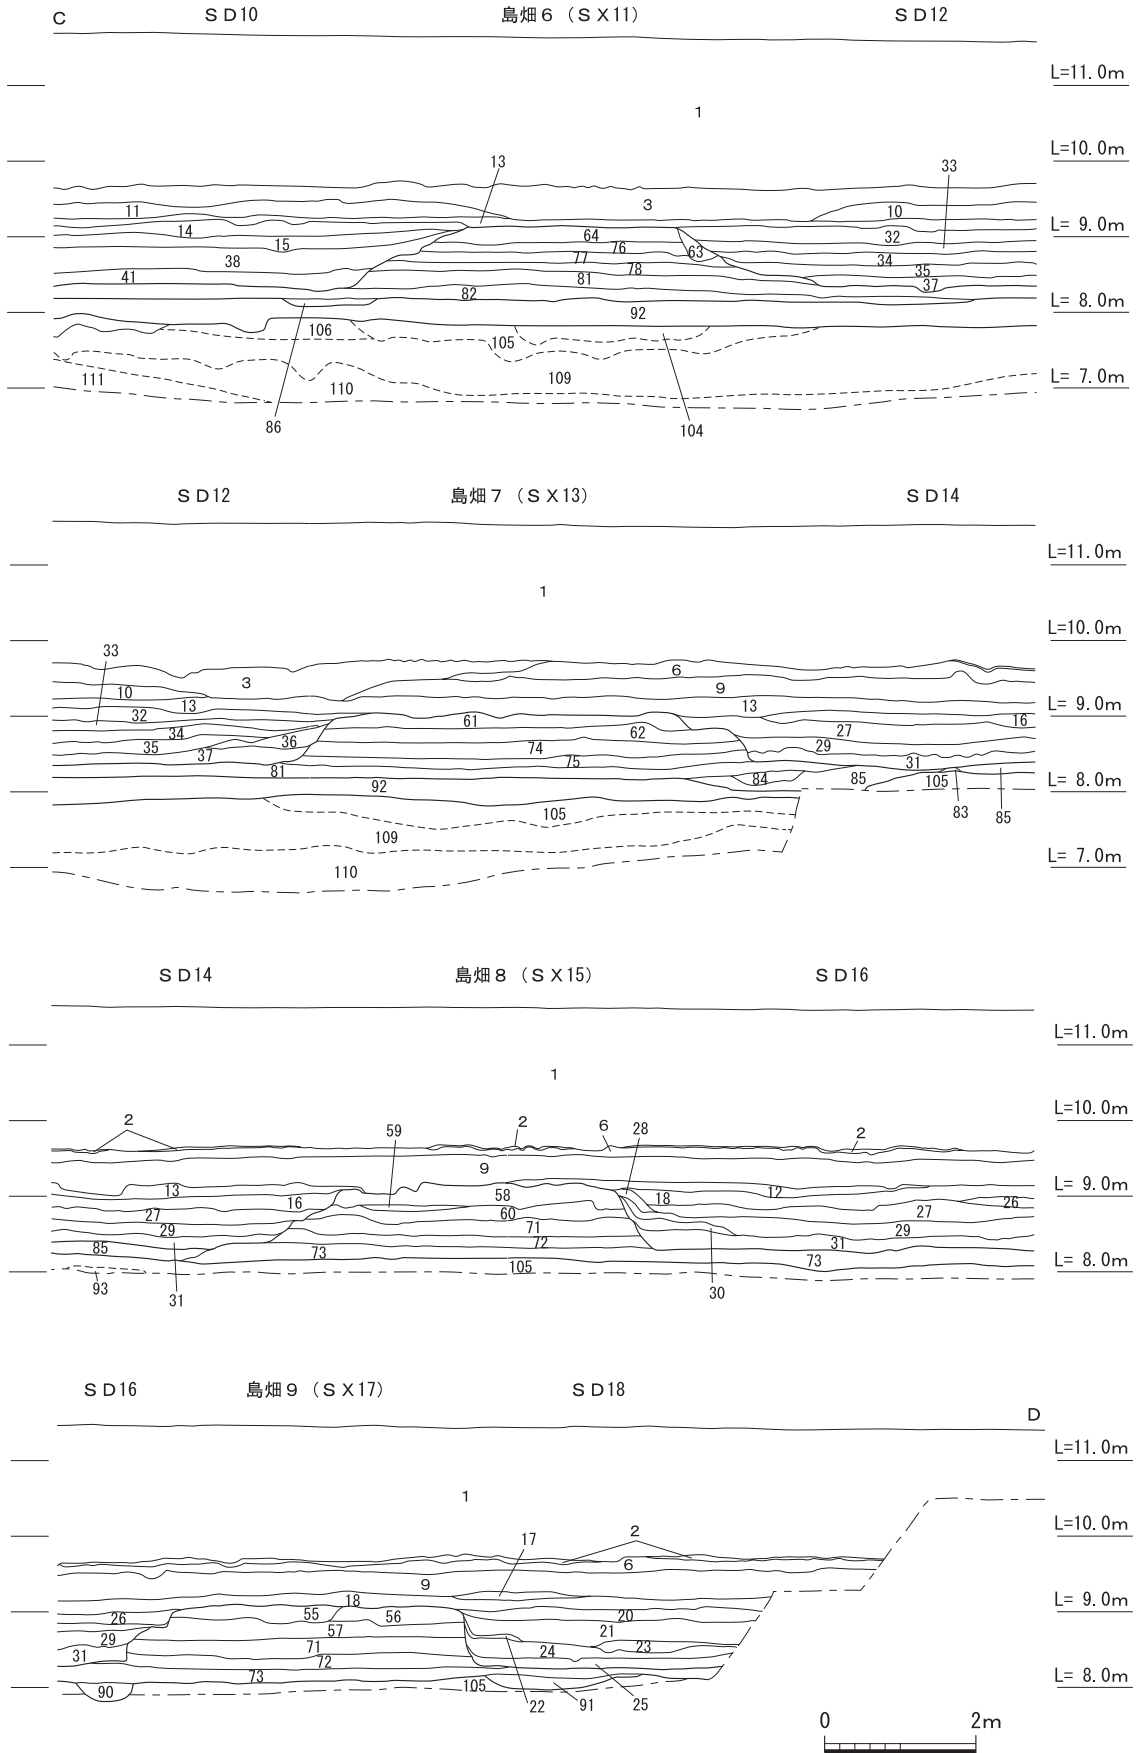 C
ＳＤ10 島畑６（ＳＸ11） ＳＤ12
L=11.0m
1
L=10.0m
13 33
3
11 10
L= 9.0m
14 64 32
15 76 63
38 77 34
78 35
41 81 37
82
L= 8.0m
92
106 105
111 110 109
L= 7.0m
86 104
ＳＤ12 島畑７（ＳＸ13） ＳＤ14
L=11.0m
1
L=10.0m
33
3 6
10 9
13 13
L= 9.0m
32 61 16
34 62 27
35 36 74 29
37 75 31
81 84 85 105
L= 8.0m
92
105 83 85
109
L= 7.0m
110
ＳＤ14 島畑８（ＳＸ15） ＳＤ16
L=11.0m
1
L=10.0m
2 59 2 6 28 2
9
13 58 12
L= 9.0m
16 18 26
27 60 27
29 71 29
85 73 72 31
105 73
L= 8.0m
93 31 30
ＳＤ16 島畑９（ＳＸ17） ＳＤ18
D
L=11.0m
1
L=10.0m
17 2
6
9
18
L= 9.0m
26 55 56 20
57 21
29 71 24 23
31 72
73
L= 8.0m
90 105
22 91 25
0 2m